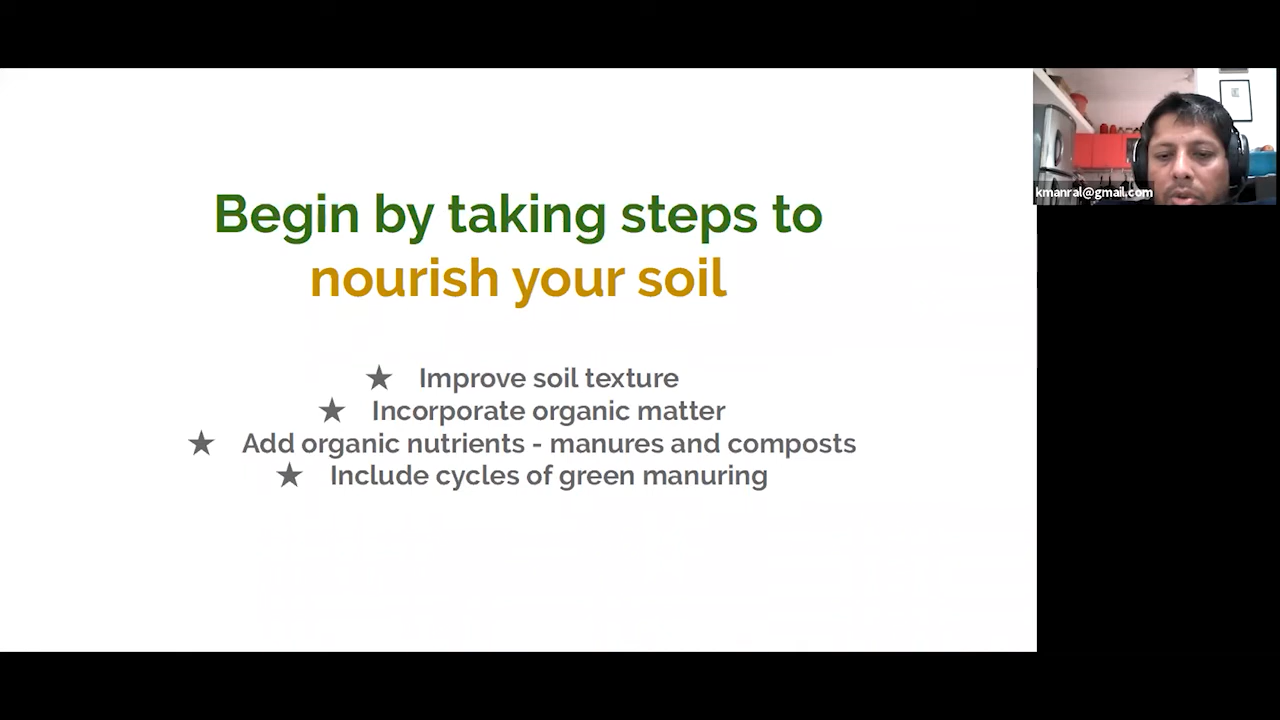 Begin by taking steps to
nourish your soil
★ Improve soil texture
★ Incorporate organic matter
★ Add organic nutrients - manures and composts
★ Include cycles of green manuring
kmanral@gmail.com